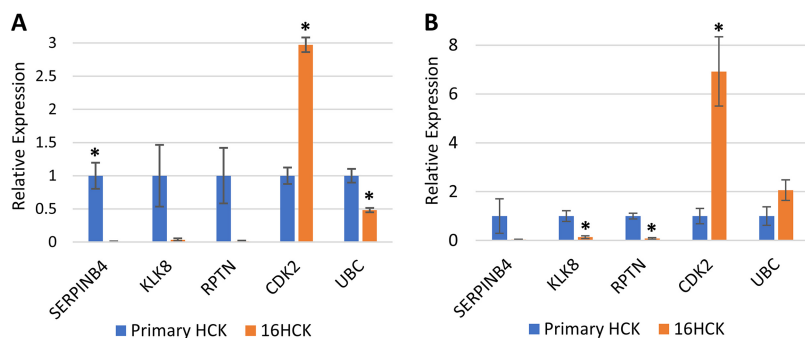 A
Relative Expression
3
2.5
2
1.5
1
0.5
0
*
*
*
SERPINB4
KLK8
RPTN
CDK2
UBC
Primary HCK 16HCK
B
Relative Expression
8
6
4
2
0
*
*
*
SERPINB4
KLK8
RPTN
CDK2
UBC
Primary HCK 16HCK